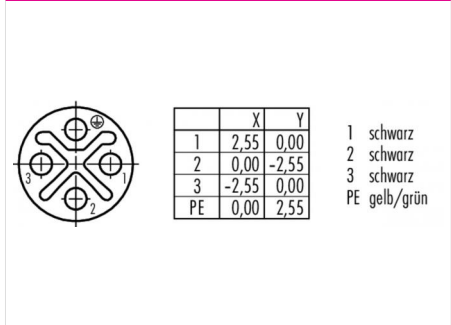 3
1
2
X Y
1 2,55 0,00
2 0,00 -2,55
3 -2,55 0,00
PE 0,00 2,55
1 schwarz
2 schwarz
3 schwarz
PE gelb/grün